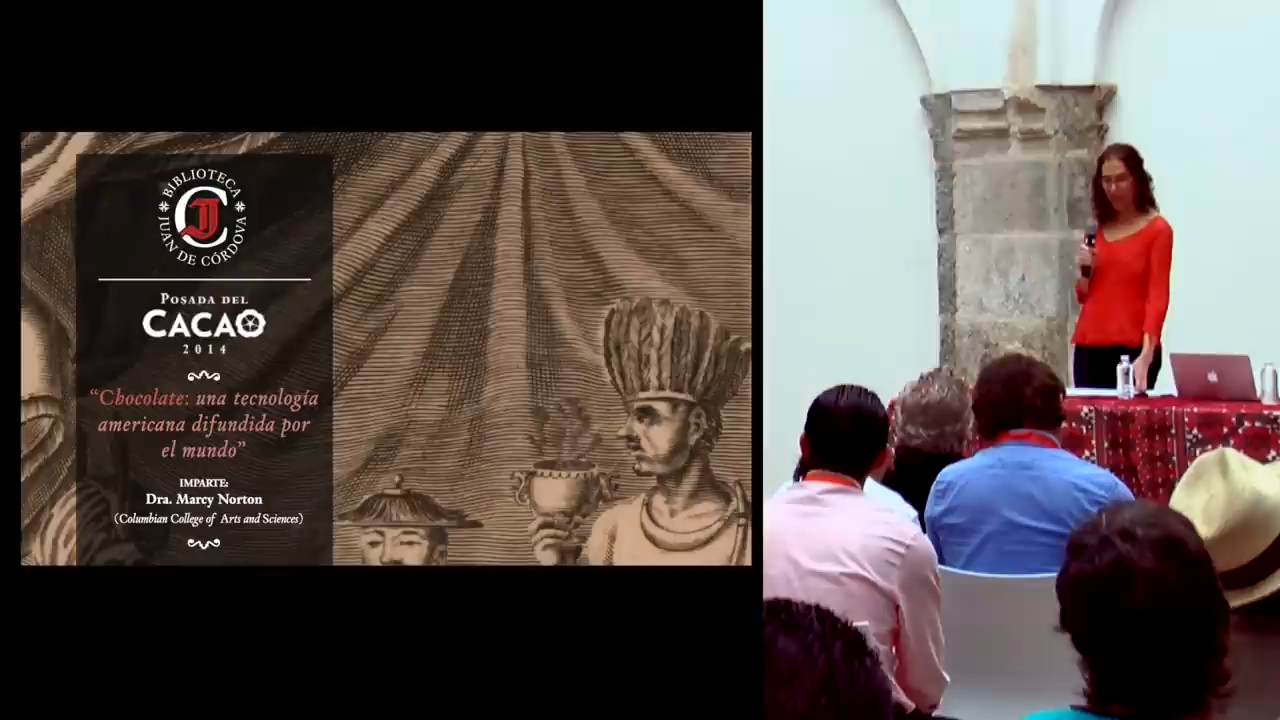 BIBLIOTECA
JUAN DE CÓRDOVA
CJ
POSADA DEL
CACAO
2014
“Chocolate: una tecnología
americana difundida por
el mundo”
IMPARTE:
Dra. Marcy Norton
(Columbian College of Arts and Sciences)